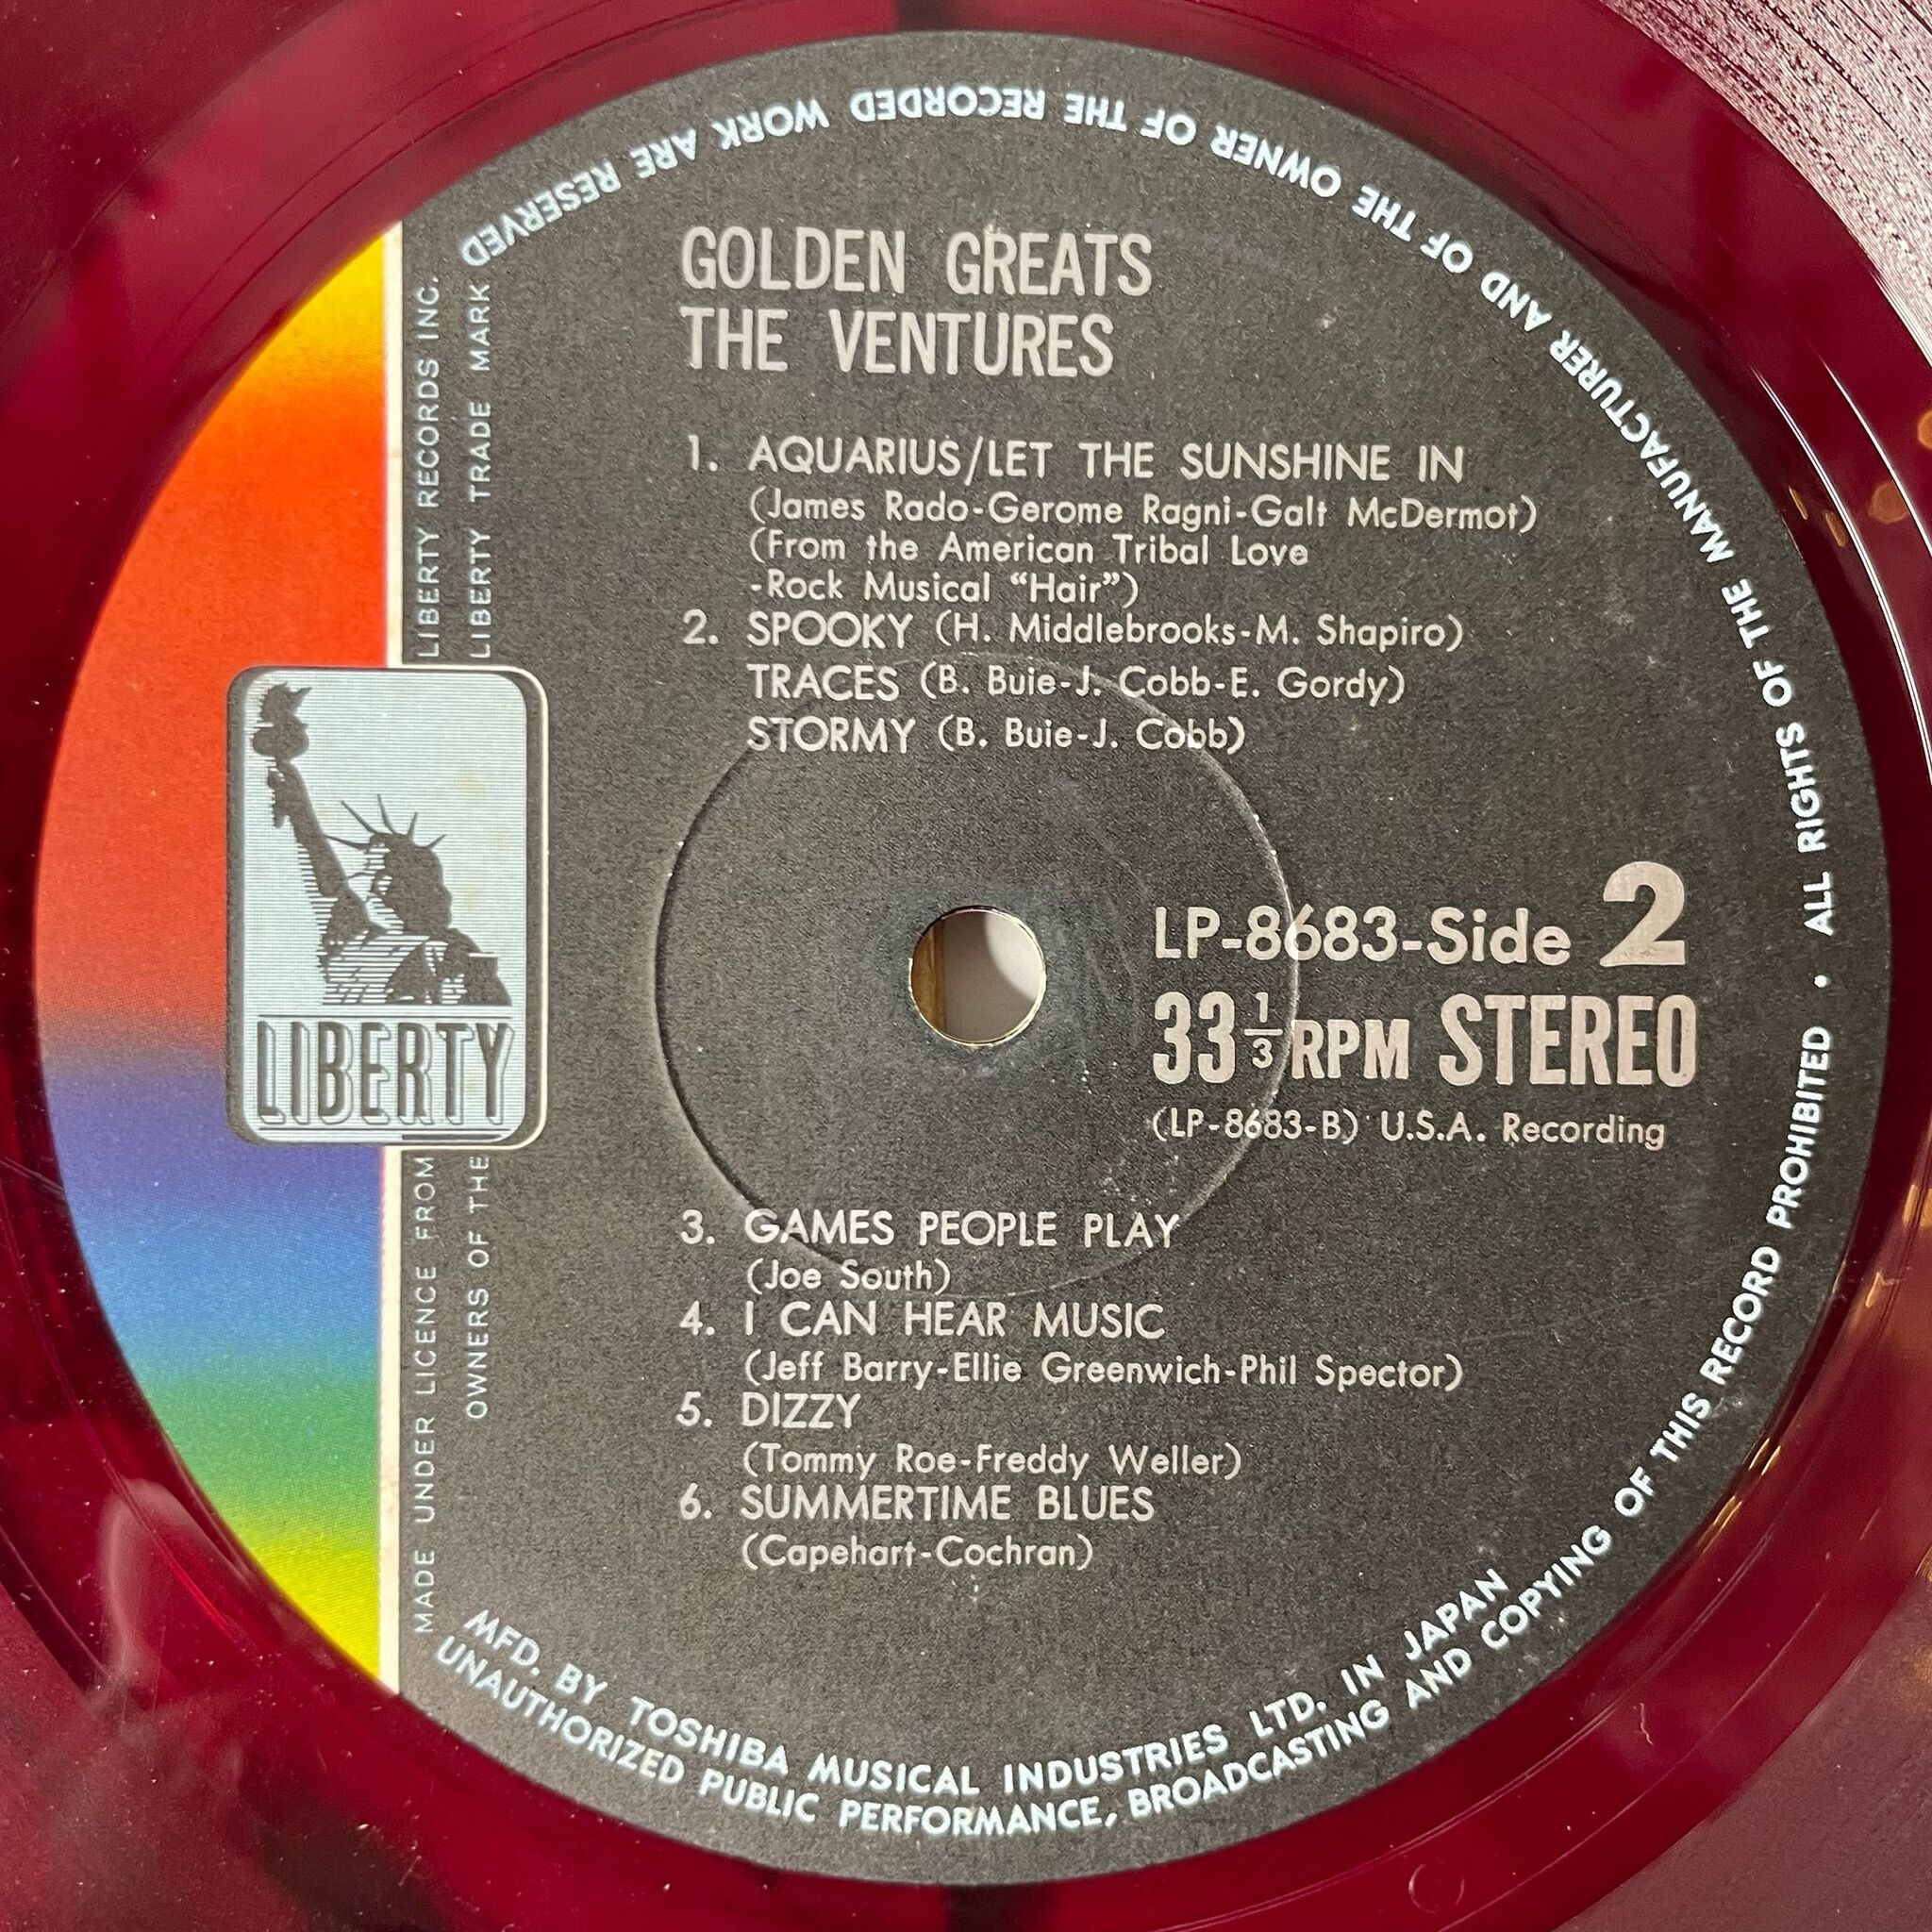 GOLDEN GREATS
THE VENTURES
1. AQUARIUS/LET THE SUNSHINE IN
(James Rado-Gerome Ragni-Galt McDermot)
(From the American Tribal Love
-Rock Musical “Hair”)
2. SPOOKY (H. Middlebrooks-M. Shapiro)
TRACES (B. Buie-J. Cobb-E. Gordy)
STORMY (B. Buie-J. Cobb)
LP-8683-Side 2
33 1/3 RPM STEREO
(LP-8683-B) U.S.A. Recording
3. GAMES PEOPLE PLAY
(Joe South)
4. I CAN HEAR MUSIC
(Jeff Barry-Ellie Greenwich-Phil Spector)
5. DIZZY
(Tommy Roe-Freddy Weller)
6. SUMMERTIME BLUES
(Capehart-Cochran)
LIBERTY
MADE UNDER LICENCE FROM LIBERTY RECORDS INC.
OWNERS OF THE LIBERTY TRADE MARK
MFD. BY TOSHIBA MUSICAL INDUSTRIES LTD. IN JAPAN
UNAUTHORIZED PUBLIC PERFORMANCE, BROADCASTING AND COPYING OF THIS RECORD PROHIBITED • ALL RIGHTS OF THE MANUFACTURER AND OF THE OWNER OF THE RECORDED WORK ARE RESERVED